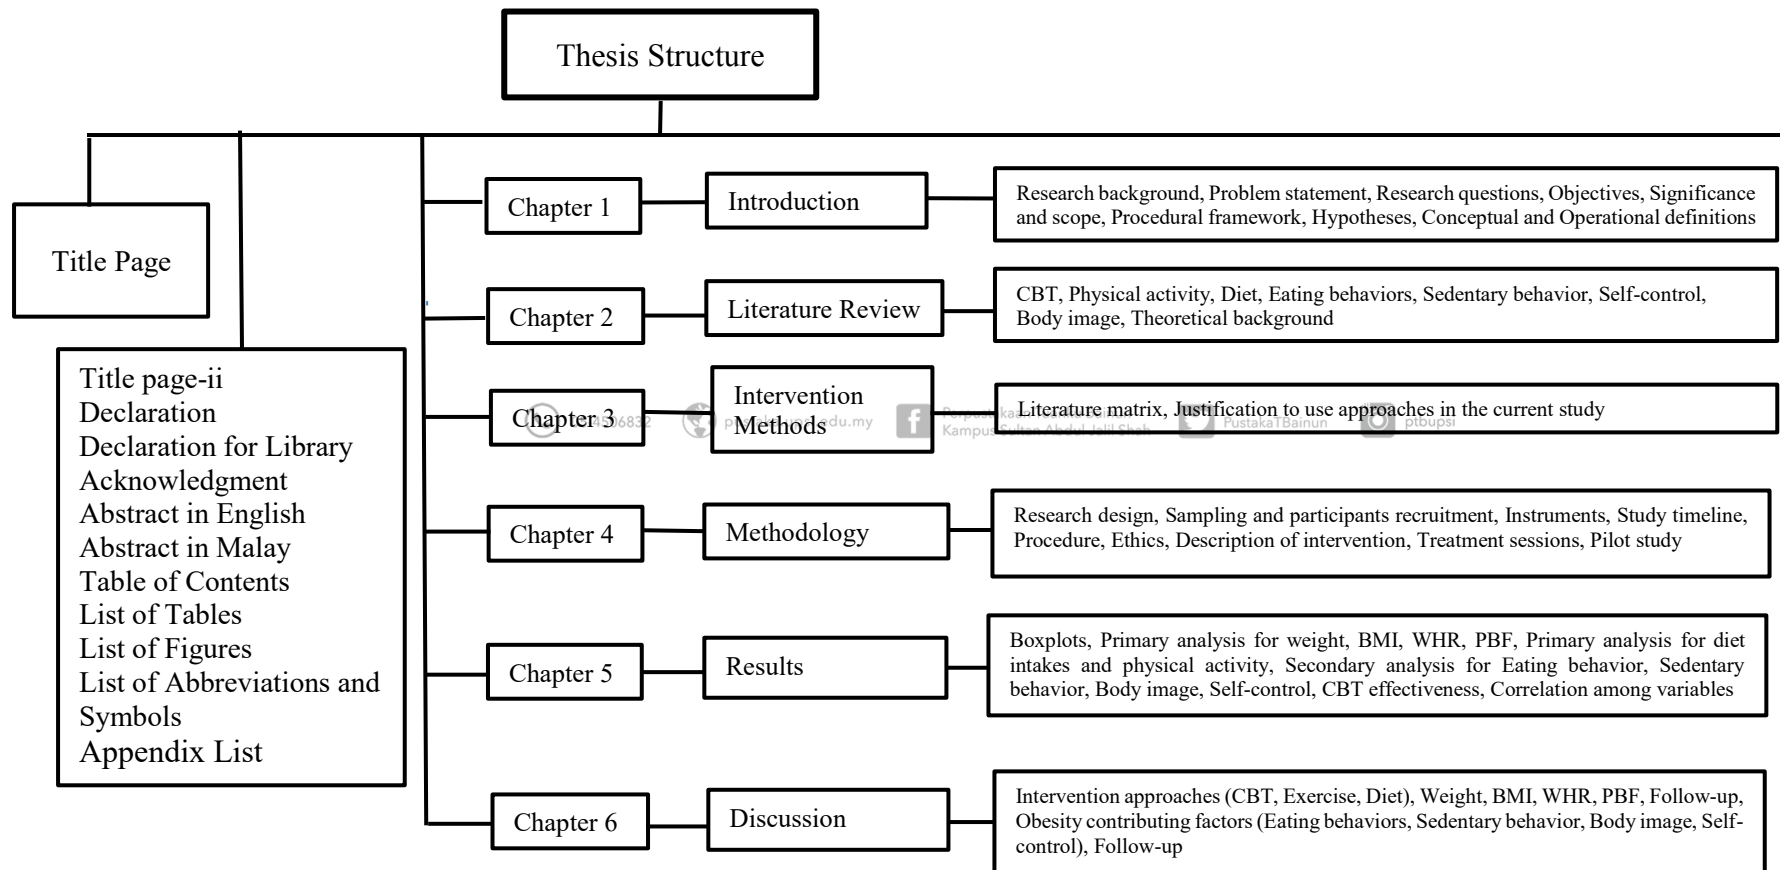 Thesis Structure
Title Page
Title page-ii
Declaration
Declaration for Library
Acknowledgment
Abstract in English
Abstract in Malay
Table of Contents
List of Tables
List of Figures
List of Abbreviations and
Symbols
Appendix List
Chapter 1
Introduction
Research background, Problem statement, Research questions, Objectives, Significance
and scope, Procedural framework, Hypotheses, Conceptual and Operational definitions
Chapter 2
Literature Review
CBT, Physical activity, Diet, Eating behaviors, Sedentary behavior, Self-control,
Body image, Theoretical background
Chapter 3
Intervention
Methods
Literature matrix, Justification to use approaches in the current study
edu.my
Kampus Sultan Abdul Jalil Shah
PustakaTBainun
ptbupsi
Chapter 4
Methodology
Research design, Sampling and participants recruitment, Instruments, Study timeline,
Procedure, Ethics, Description of intervention, Treatment sessions, Pilot study
Chapter 5
Results
Boxplots, Primary analysis for weight, BMI, WHR, PBF, Primary analysis for diet
intakes and physical activity, Secondary analysis for Eating behavior, Sedentary
behavior, Body image, Self-control, CBT effectiveness, Correlation among variables
Chapter 6
Discussion
Intervention approaches (CBT, Exercise, Diet), Weight, BMI, WHR, PBF, Follow-up,
Obesity contributing factors (Eating behaviors, Sedentary behavior, Body image, Self-
control), Follow-up